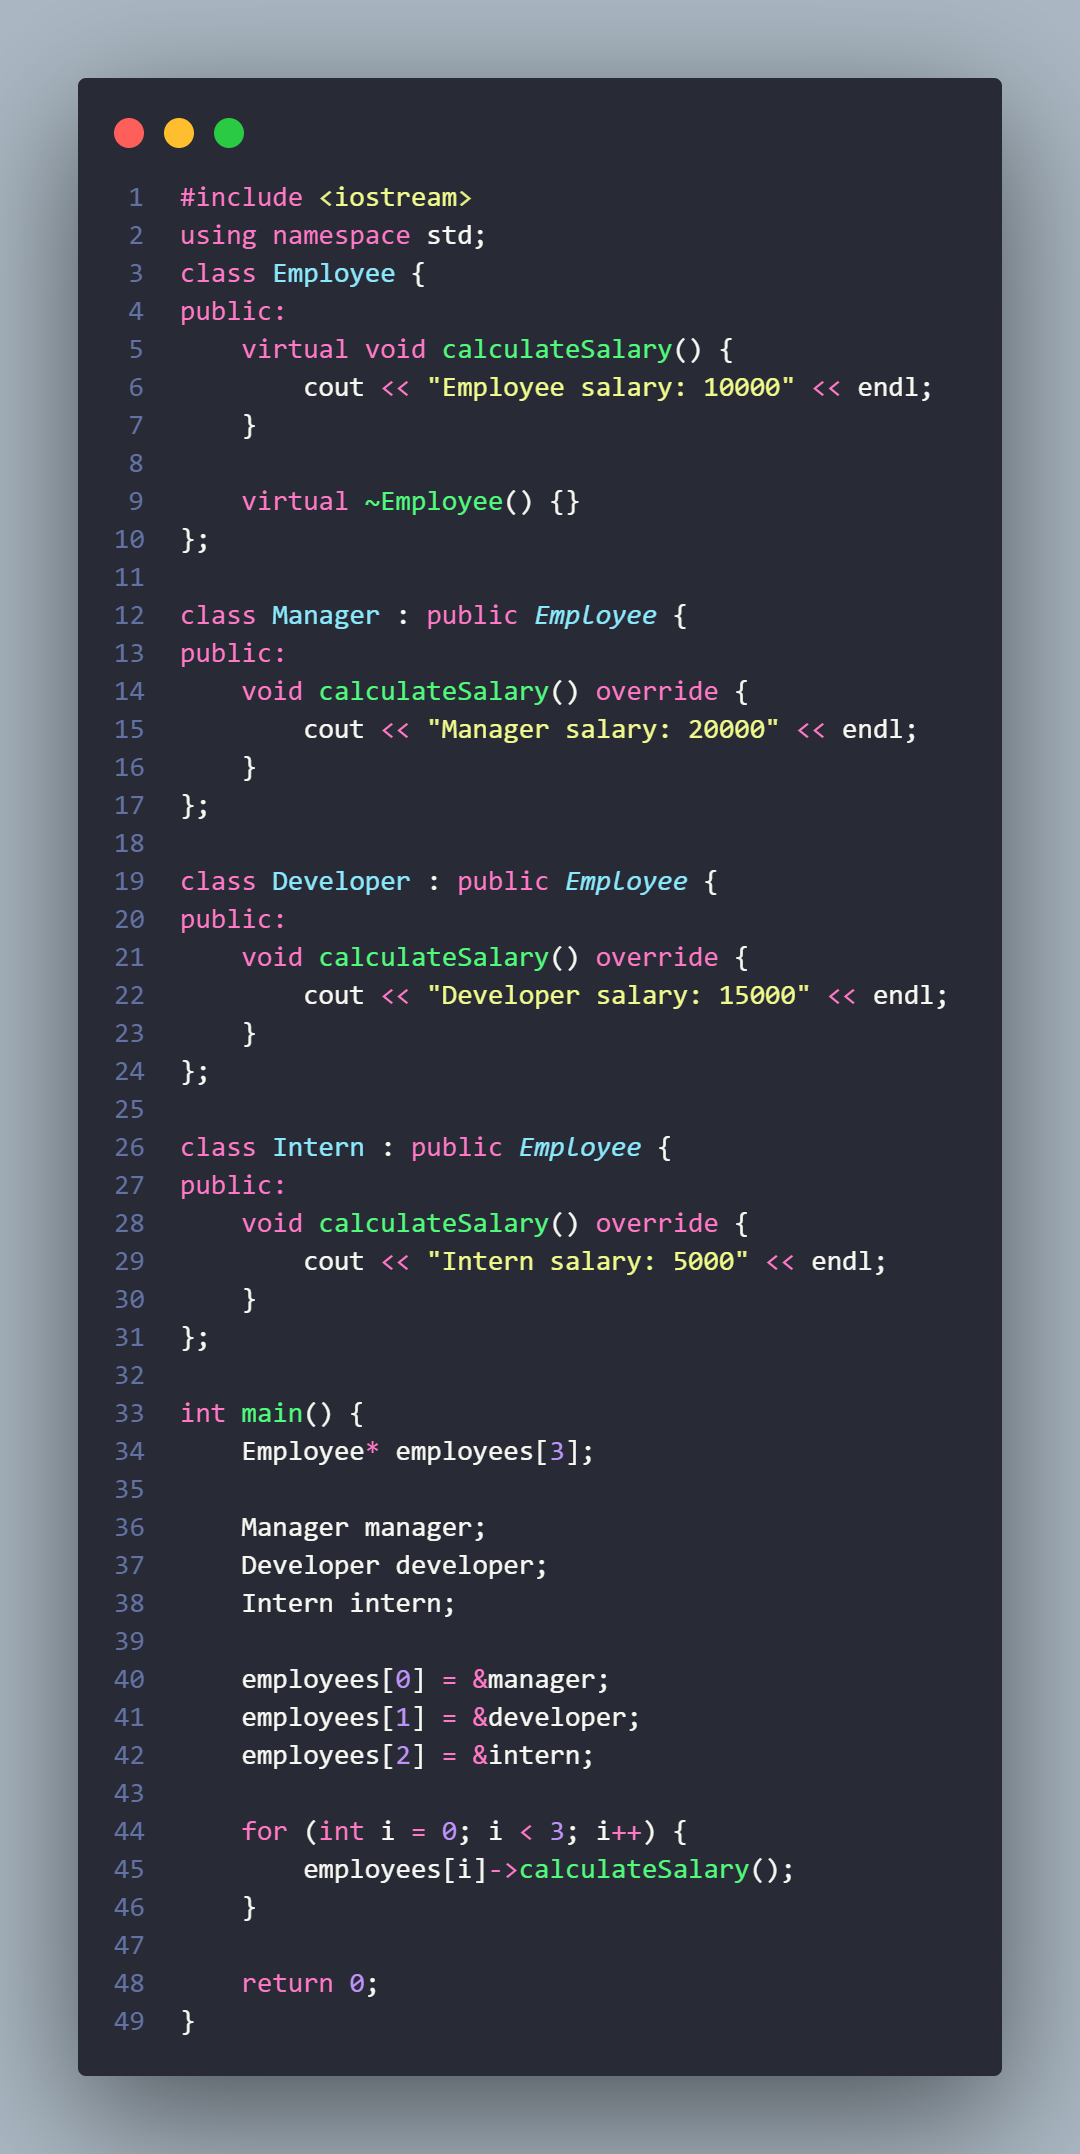 1 #include <iostream>
2 using namespace std;
3 class Employee {
4 public:
5     virtual void calculateSalary() {
6         cout << "Employee salary: 10000" << endl;
7     }
8
9     virtual ~Employee() {}
10 };
11
12 class Manager : public Employee {
13 public:
14     void calculateSalary() override {
15         cout << "Manager salary: 20000" << endl;
16     }
17 };
18
19 class Developer : public Employee {
20 public:
21     void calculateSalary() override {
22         cout << "Developer salary: 15000" << endl;
23     }
24 };
25
26 class Intern : public Employee {
27 public:
28     void calculateSalary() override {
29         cout << "Intern salary: 5000" << endl;
30     }
31 };
32
33 int main() {
34     Employee* employees[3];
35
36     Manager manager;
37     Developer developer;
38     Intern intern;
39
40     employees[0] = &manager;
41     employees[1] = &developer;
42     employees[2] = &intern;
43
44     for (int i = 0; i < 3; i++) {
45         employees[i]->calculateSalary();
46     }
47
48     return 0;
49 }